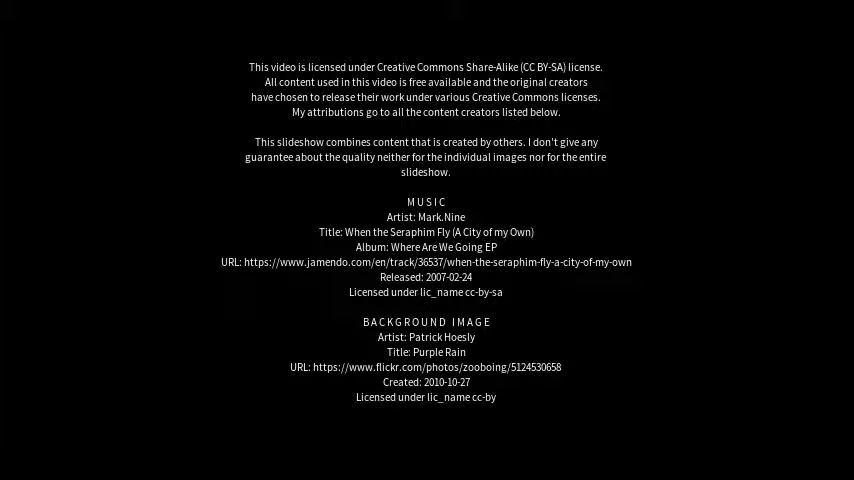 This video is licensed under Creative Commons Share-Alike (CC BY-SA) license.
All content used in this video is free available and the original creators
have chosen to release their work under various Creative Commons licenses.
My attributions go to all the content creators listed below.
This slideshow combines content that is created by others. I don't give any
guarantee about the quality neither for the individual images nor for the entire
slideshow.
MUSIC
Artist: Mark.Nine
Title: When the Seraphim Fly (A City of my Own)
Album: Where Are We Going EP
URL: https://www.jamendo.com/en/track/36537/when-the-seraphim-fly-a-city-of-my-own
Released: 2007-02-24
Licensed under lic_name cc-by-sa
BACKGROUND IMAGE
Artist: Patrick Hoesly
Title: Purple Rain
URL: https://www.flickr.com/photos/zooboing/5124530658
Created: 2010-10-27
Licensed under lic_name cc-by